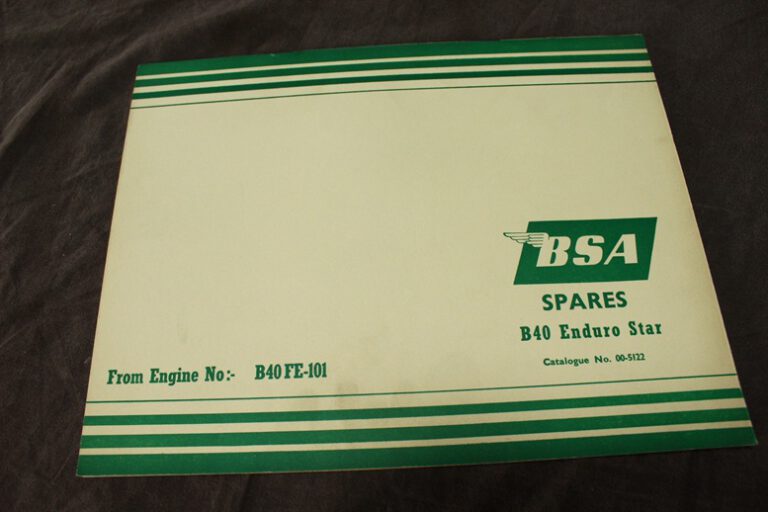 BSA
SPARES
B40 Enduro Star
Catalogue No. 00-5122
From Engine No:- B40 FE-101